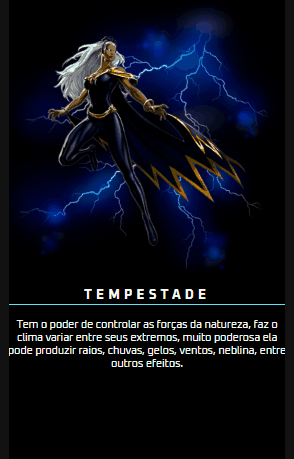 TEMPESTADE
Tem o poder de controlar as forças da natureza, faz o
clima variar entre seus extremos, muito poderosa ela
pode produzir raios, chuvas, gelos, ventos, neblina, entre
outros efeitos.